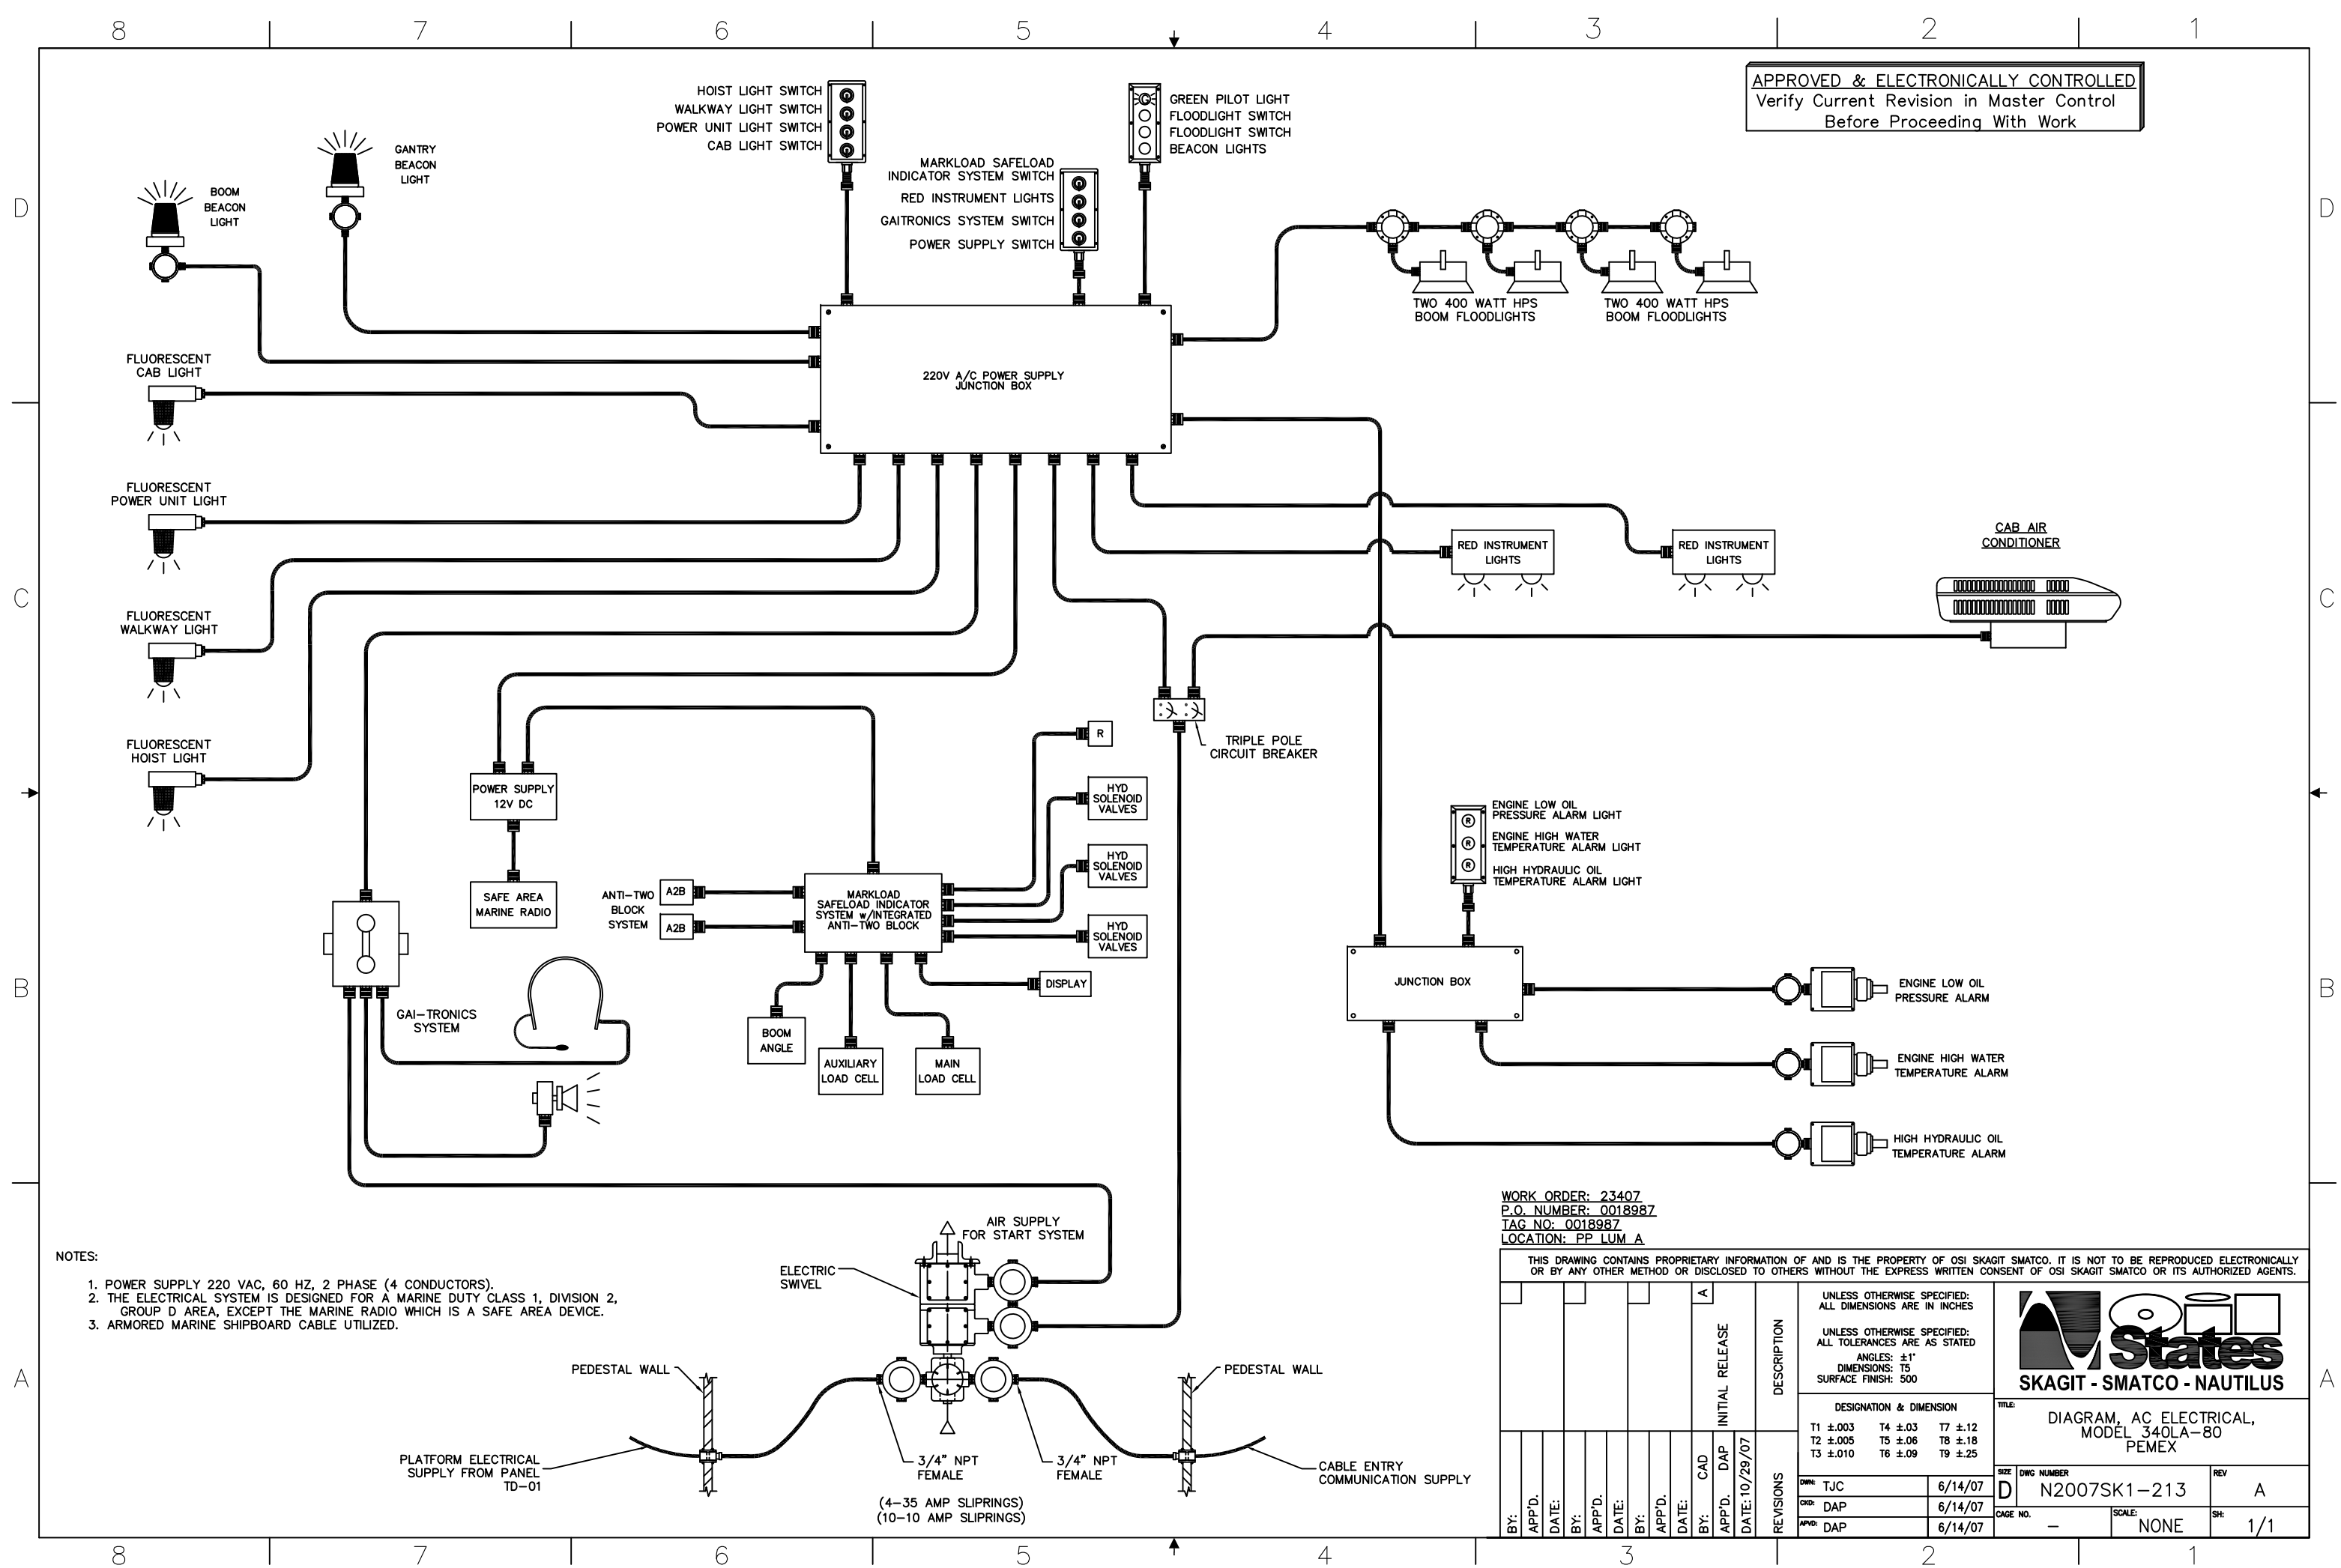 8 7 6 5 4 3 2 1
APPROVED & ELECTRONICALLY CONTROLLED
Verify Current Revision in Master Control
Before Proceeding With Work
D
D
HOIST LIGHT SWITCH
WALKWAY LIGHT SWITCH
POWER UNIT LIGHT SWITCH
CAB LIGHT SWITCH
GREEN PILOT LIGHT
FLOODLIGHT SWITCH
FLOODLIGHT SWITCH
BEACON LIGHTS
MARKLOAD SAFELOAD
INDICATOR SYSTEM SWITCH
RED INSTRUMENT LIGHTS
GAITRONICS SYSTEM SWITCH
POWER SUPPLY SWITCH
GANTRY
BEACON
LIGHT
BOOM
BEACON
LIGHT
TWO 400 WATT HPS
BOOM FLOODLIGHTS
TWO 400 WATT HPS
BOOM FLOODLIGHTS
220V A/C POWER SUPPLY
JUNCTION BOX
FLUORESCENT
CAB LIGHT
FLUORESCENT
POWER UNIT LIGHT
FLUORESCENT
WALKWAY LIGHT
FLUORESCENT
HOIST LIGHT
C
C
RED INSTRUMENT
LIGHTS
RED INSTRUMENT
LIGHTS
CAB AIR
CONDITIONER
TRIPLE POLE
CIRCUIT BREAKER
POWER SUPPLY
12V DC
SAFE AREA
MARINE RADIO
R
HYD
SOLENOID
VALVES
HYD
SOLENOID
VALVES
HYD
SOLENOID
VALVES
ANTI-TWO
BLOCK
SYSTEM
A2B
A2B
MARKLOAD
SAFELOAD INDICATOR
SYSTEM w/INTEGRATED
ANTI-TWO BLOCK
DISPLAY
BOOM
ANGLE
AUXILIARY
LOAD CELL
MAIN
LOAD CELL
B
B
GAI-TRONICS
SYSTEM
R
R
R
ENGINE LOW OIL
PRESSURE ALARM LIGHT
ENGINE HIGH WATER
TEMPERATURE ALARM LIGHT
HIGH HYDRAULIC OIL
TEMPERATURE ALARM LIGHT
JUNCTION BOX
ENGINE LOW OIL
PRESSURE ALARM
ENGINE HIGH WATER
TEMPERATURE ALARM
HIGH HYDRAULIC OIL
TEMPERATURE ALARM
A
A
NOTES:
1. POWER SUPPLY 220 VAC, 60 HZ, 2 PHASE (4 CONDUCTORS).
2. THE ELECTRICAL SYSTEM IS DESIGNED FOR A MARINE DUTY CLASS 1, DIVISION 2,
GROUP D AREA, EXCEPT THE MARINE RADIO WHICH IS A SAFE AREA DEVICE.
3. ARMORED MARINE SHIPBOARD CABLE UTILIZED.
AIR SUPPLY
FOR START SYSTEM
ELECTRIC
SWIVEL
PEDESTAL WALL
PEDESTAL WALL
PLATFORM ELECTRICAL
SUPPLY FROM PANEL
TD-01
3/4" NPT
FEMALE
3/4" NPT
FEMALE
CABLE ENTRY
COMMUNICATION SUPPLY
(4-35 AMP SLIPRINGS)
(10-10 AMP SLIPRINGS)
WORK ORDER: 23407
P.O. NUMBER: 0018987
TAG NO: 0018987
LOCATION: PP LUM A
THIS DRAWING CONTAINS PROPRIETARY INFORMATION OF AND IS THE PROPERTY OF OSI SKAGIT SMATCO. IT IS NOT TO BE REPRODUCED ELECTRONICALLY
OR BY ANY OTHER METHOD OR DISCLOSED TO OTHERS WITHOUT THE EXPRESS WRITTEN CONSENT OF OSI SKAGIT SMATCO OR ITS AUTHORIZED AGENTS.
BY:
APP'D.
DATE:
BY:
APP'D.
DATE:
BY:
APP'D.
DATE:
A
INITIAL RELEASE
BY: CAD
APP'D. DAP
DATE: 10/29/07
DESCRIPTION
REVISIONS
UNLESS OTHERWISE SPECIFIED:
ALL DIMENSIONS ARE IN INCHES
UNLESS OTHERWISE SPECIFIED:
ALL TOLERANCES ARE AS STATED
ANGLES: ±1°
DIMENSIONS: T5
SURFACE FINISH: 500
DESIGNATION & DIMENSION
T1 ±.003 T4 ±.03 T7 ±.12
T2 ±.005 T5 ±.06 T8 ±.18
T3 ±.010 T6 ±.09 T9 ±.25
DWN: TJC 6/14/07
CKD: DAP 6/14/07
APVD: DAP 6/14/07
States
SKAGIT - SMATCO - NAUTILUS
TITLE:
DIAGRAM, AC ELECTRICAL,
MODEL 340LA-80
PEMEX
SIZE D
DWG NUMBER N2007SK1-213
REV A
CAGE NO. -
SCALE: NONE
SH: 1/1
8 7 6 5 4 3 2 1